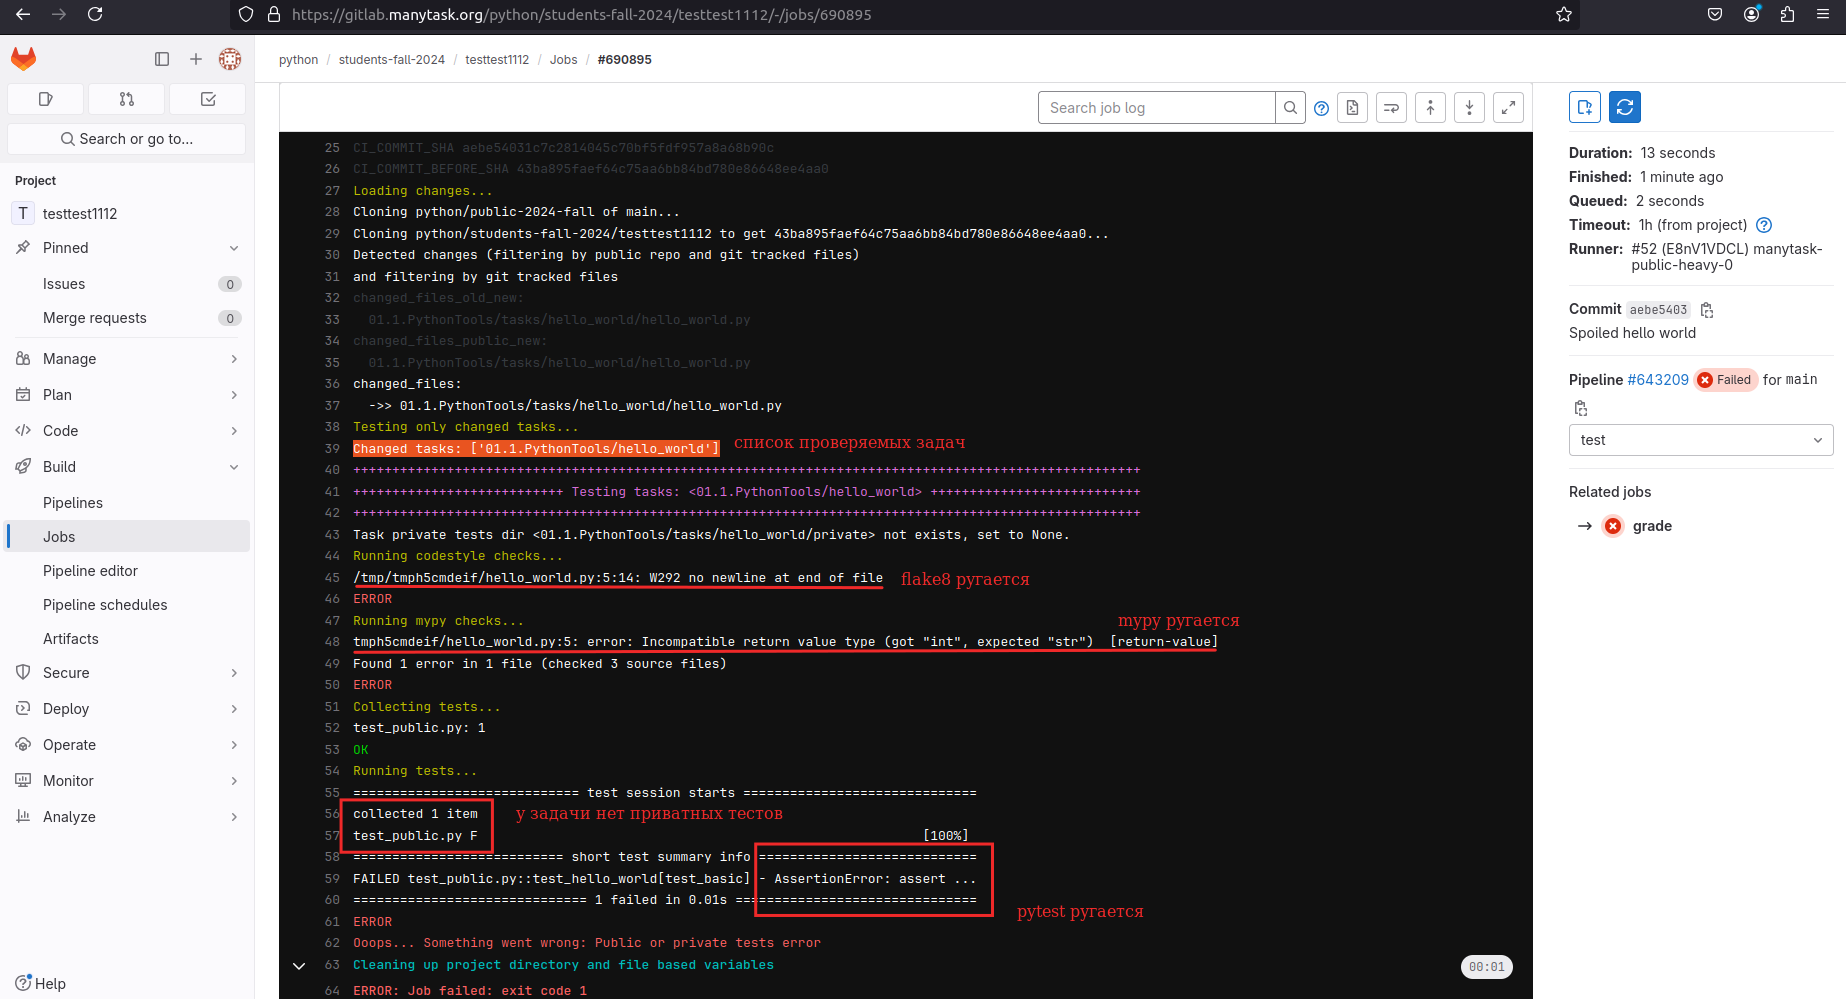 https://gitlab.manytask.org/python/students-fall-2024/testtest1112/-/jobs/690895
python / students-fall-2024 / testtest1112 / Jobs / #690895
Search or go to...
Project
T testtest1112
Pinned
Issues 0
Merge requests 0
Manage
Plan
Code
Build
Pipelines
Jobs
Pipeline editor
Pipeline schedules
Artifacts
Secure
Deploy
Operate
Monitor
Analyze
Help
Search job log
25 CI_COMMIT_SHA aebe54031c7c2814045c70bf5fdf957a8a68b90c
26 CI_COMMIT_BEFORE_SHA 43ba895faef64c75aa6bb84bd780e86648ee4aa0
27 Loading changes...
28 Cloning python/public-2024-fall of main...
29 Cloning python/students-fall-2024/testtest1112 to get 43ba895faef64c75aa6bb84bd780e86648ee4aa0...
30 Detected changes (filtering by public repo and git tracked files)
31 and filtering by git tracked files
32 changed_files_old_new:
33 01.1.PythonTools/tasks/hello_world/hello_world.py
34 changed_files_public_new:
35 01.1.PythonTools/tasks/hello_world/hello_world.py
36 changed_files:
37 ->> 01.1.PythonTools/tasks/hello_world/hello_world.py
38 Testing only changed tasks...
39 Changed tasks: ['01.1.PythonTools/hello_world'] список проверяемых задач
40 +++++++++++++++++++++++++++++++++++++++++++++++++++++++++++++++++++++++++++++++++++++++++++++++++++++
41 +++++++++++++++++++++++++++ Testing tasks: <01.1.PythonTools/hello_world> +++++++++++++++++++++++++++
42 +++++++++++++++++++++++++++++++++++++++++++++++++++++++++++++++++++++++++++++++++++++++++++++++++++++
43 Task private tests dir <01.1.PythonTools/tasks/hello_world/private> not exists, set to None.
44 Running codestyle checks...
45 /tmp/tmph5cmdeif/hello_world.py:5:14: W292 no newline at end of file flake8 ругается
46 ERROR
47 Running mypy checks... mypy ругается
48 tmph5cmdeif/hello_world.py:5: error: Incompatible return value type (got "int", expected "str") [return-value]
49 Found 1 error in 1 file (checked 3 source files)
50 ERROR
51 Collecting tests...
52 test_public.py: 1
53 OK
54 Running tests...
55 ============================= test session starts ==============================
56 collected 1 item у задачи нет приватных тестов
57 test_public.py F [100%]
58 =========================== short test summary info ============================
59 FAILED test_public.py::test_hello_world[test_basic] - AssertionError: assert ...
60 ============================== 1 failed in 0.01s ===============================
pytest ругается
61 ERROR
62 Ooops... Something went wrong: Public or private tests error
63 Cleaning up project directory and file based variables 00:01
64 ERROR: Job failed: exit code 1
Duration: 13 seconds
Finished: 1 minute ago
Queued: 2 seconds
Timeout: 1h (from project)
Runner: #52 (E8nV1VDCL) manytask-
public-heavy-0
Commit aebe5403
Spoiled hello world
Pipeline #643209 Failed for main
test
Related jobs
→ grade